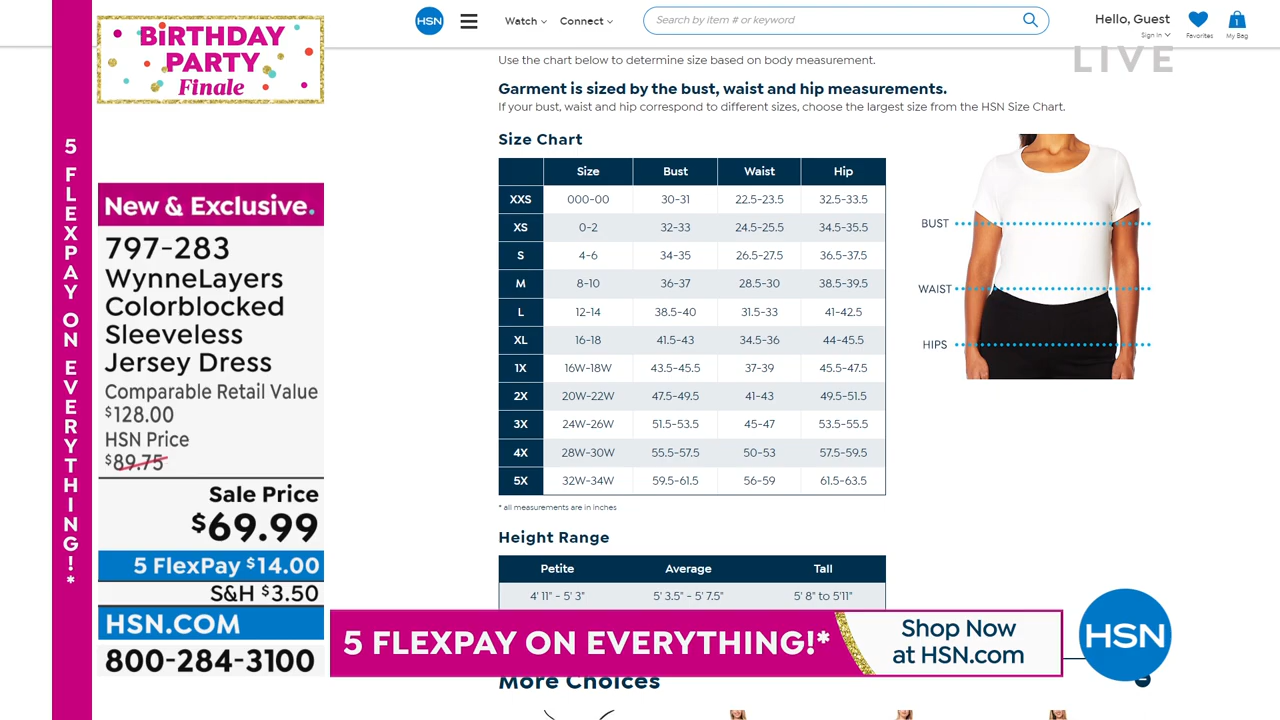 BiRTHDAY
PARTY
Finale
HSN
Watch
Connect
Search by item # or keyword
Hello, Guest
Sign In
Favorites
1
My Bag
LIVE
5 FLEXPAY ON EVERYTHING!*
New & Exclusive.
797-283
WynneLayers
Colorblocked
Sleeveless
Jersey Dress
Comparable Retail Value
$128.00
HSN Price
$89.75
Sale Price
$69.99
5 FlexPay $14.00
S&H $3.50
HSN.COM
800-284-3100
Use the chart below to determine size based on body measurement.
Garment is sized by the bust, waist and hip measurements.
If your bust, waist and hip correspond to different sizes, choose the largest size from the HSN Size Chart.
Size Chart
Size Bust Waist Hip
XXS 000-00 30-31 22.5-23.5 32.5-33.5
XS 0-2 32-33 24.5-25.5 34.5-35.5
S 4-6 34-35 26.5-27.5 36.5-37.5
M 8-10 36-37 28.5-30 38.5-39.5
L 12-14 38.5-40 31.5-33 41-42.5
XL 16-18 41.5-43 34.5-36 44-45.5
1X 16W-18W 43.5-45.5 37-39 45.5-47.5
2X 20W-22W 47.5-49.5 41-43 49.5-51.5
3X 24W-26W 51.5-53.5 45-47 53.5-55.5
4X 28W-30W 55.5-57.5 50-53 57.5-59.5
5X 32W-34W 59.5-61.5 56-59 61.5-63.5
* all measurements are in inches
BUST
WAIST
HIPS
Height Range
Petite Average Tall
4' 11" - 5' 3" 5' 3.5" - 5' 7.5" 5' 8" to 5'11"
5 FLEXPAY ON EVERYTHING!*
Shop Now
at HSN.com
HSN
More Choices